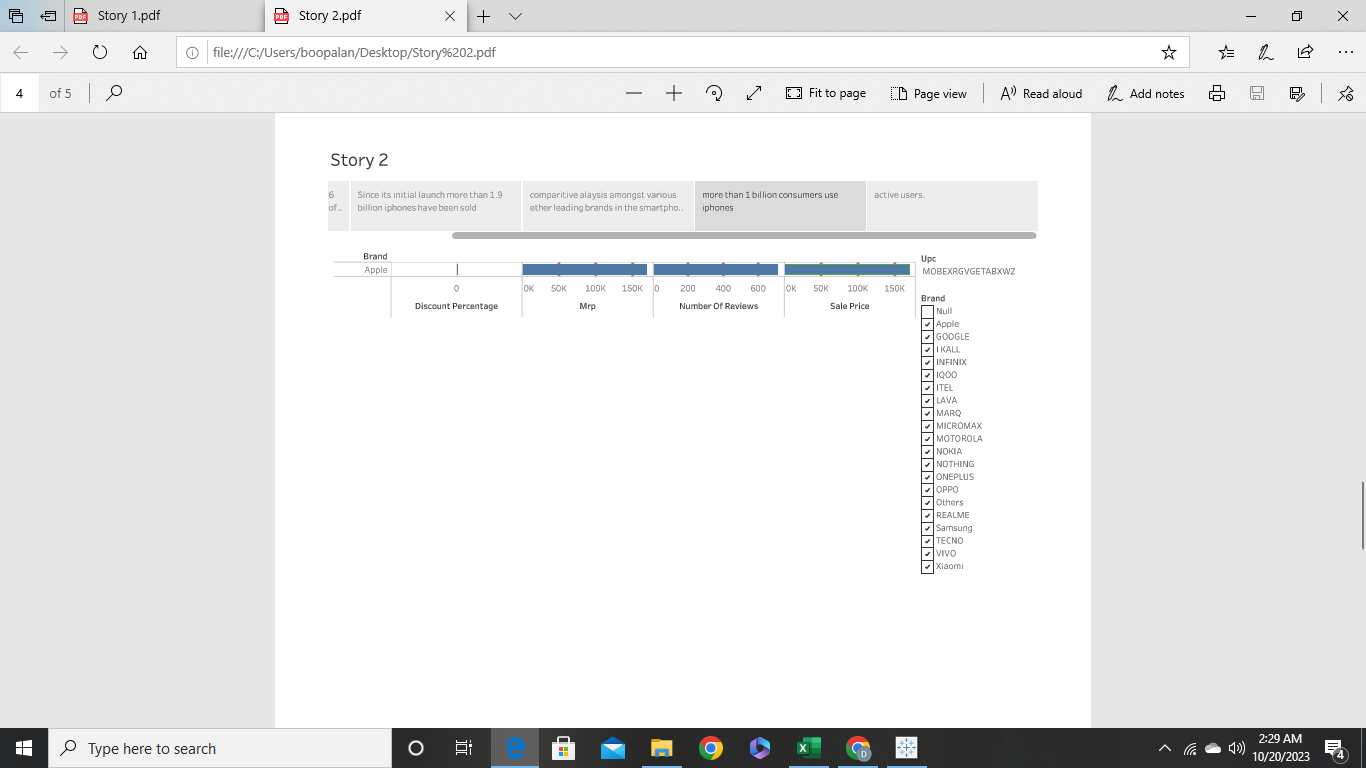 Story 1.pdf
Story 2.pdf
file:///C:/Users/boopalan/Desktop/Story%202.pdf
4 of 5
Fit to page
Page view
Read aloud
Add notes
Story 2
6
of..
Since its initial launch more than 1.9
billion iphones have been sold
comparitive alaysis amongst various
ether leading brands in the smartpho..
more than 1 billion consumers use
iphones
active users.
Brand
Apple
0
0K 50K 100K 150K
0 200 400 600
0K 50K 100K 150K
Discount Percentage
Mrp
Number Of Reviews
Sale Price
Upc
MOBEXRGVGETABXWZ
Brand
Null
Apple
GOOGLE
I KALL
INFINIX
IQOO
ITEL
LAVA
MARQ
MICROMAX
MOTOROLA
NOKIA
NOTHING
ONEPLUS
OPPO
Others
REALME
Samsung
TECNO
VIVO
Xiaomi
Type here to search
2:29 AM
10/20/2023
4